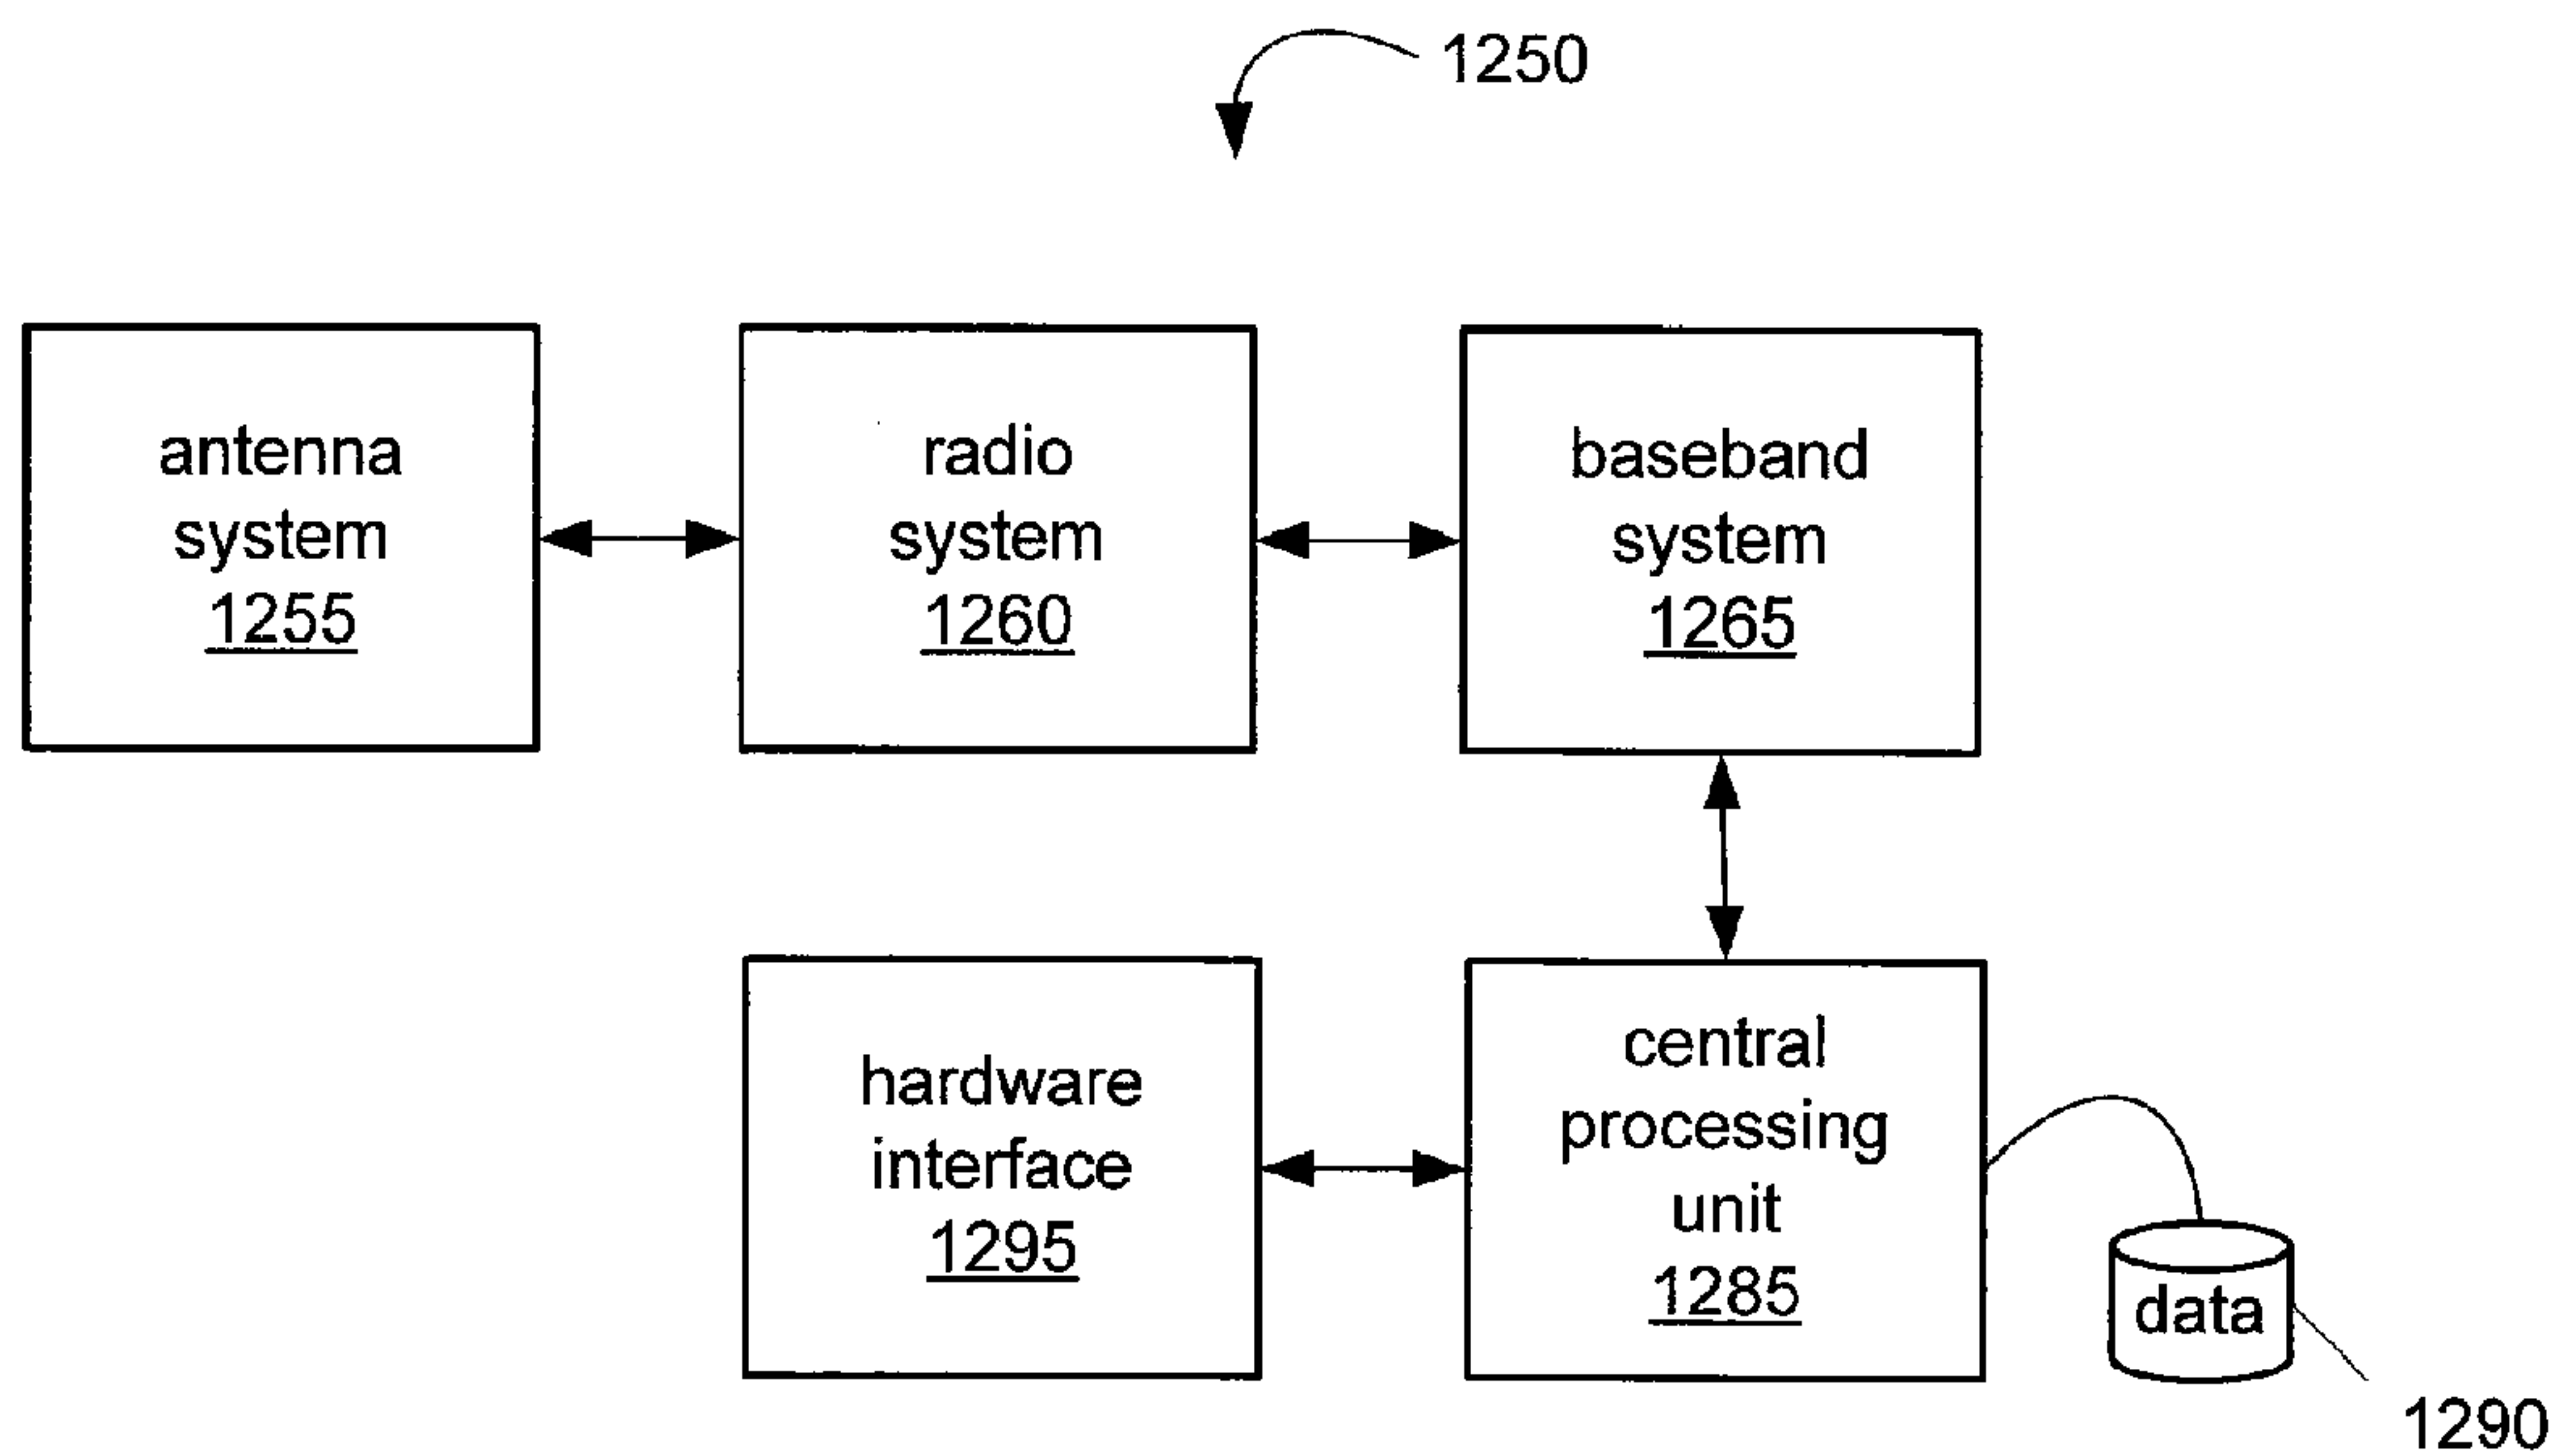 1250
antenna
system
1255
radio
system
1260
baseband
system
1265
hardware
interface
1295
central
processing
unit
1285
data
1290